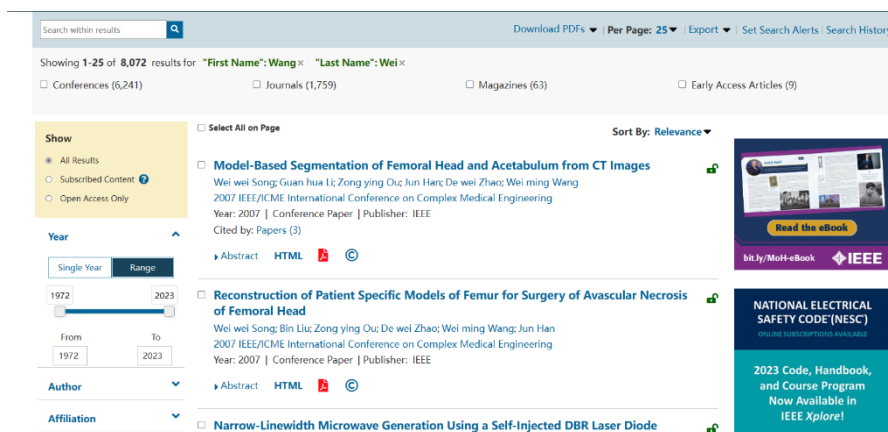 Search within results
Download PDFs | Per Page: 25 | Export | Set Search Alerts | Search History
Showing 1-25 of 8,072 results for "First Name": Wang × "Last Name": Wei ×
Conferences (6,241) Journals (1,759) Magazines (63) Early Access Articles (9)
Show
All Results
Subscribed Content ?
Open Access Only
Year
Single Year Range
1972 2023
From To
1972 2023
Author
Affiliation
Select All on Page
Sort By: Relevance
Model-Based Segmentation of Femoral Head and Acetabulum from CT Images
Wei wei Song; Guan hua Li; Zong ying Ou; Jun Han; De wei Zhao; Wei ming Wang
2007 IEEE/ICME International Conference on Complex Medical Engineering
Year: 2007 | Conference Paper | Publisher: IEEE
Cited by: Papers (3)
Abstract HTML ©
Reconstruction of Patient Specific Models of Femur for Surgery of Avascular Necrosis
of Femoral Head
Wei wei Song; Bin Liu; Zong ying Ou; De wei Zhao; Wei ming Wang; Jun Han
2007 IEEE/ICME International Conference on Complex Medical Engineering
Year: 2007 | Conference Paper | Publisher: IEEE
Abstract HTML ©
Narrow-Linewidth Microwave Generation Using a Self-Injected DBR Laser Diode
Read the eBook
bit.ly/MoH-eBook IEEE
NATIONAL ELECTRICAL
SAFETY CODE®(NESC®)
ONLINE SUBSCRIPTIONS AVAILABLE
2023 Code, Handbook,
and Course Program
Now Available in
IEEE Xplore!